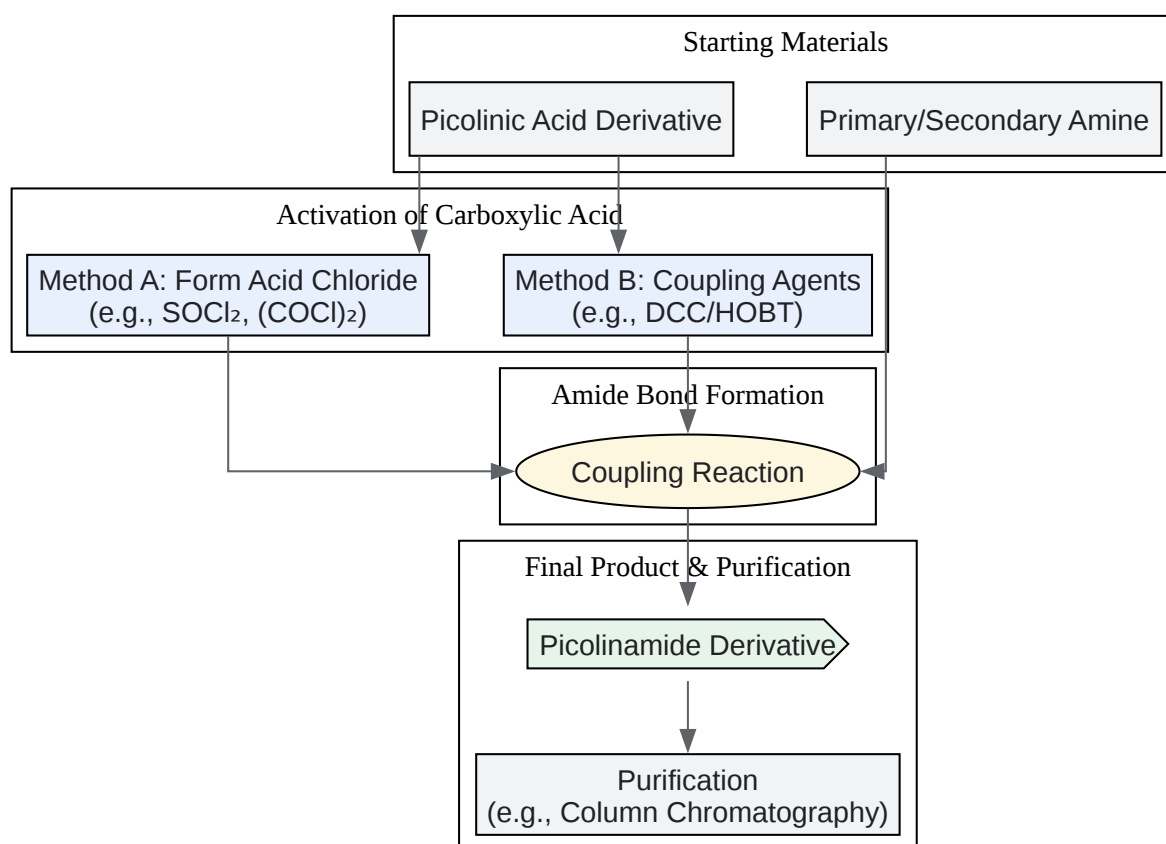 Starting Materials
Picolinic Acid Derivative
Primary/Secondary Amine
Activation of Carboxylic Acid
Method A: Form Acid Chloride
(e.g., SOCl₂, (COCl)₂)
Method B: Coupling Agents
(e.g., DCC/HOBT)
Amide Bond Formation
Coupling Reaction
Final Product & Purification
Picolinamide Derivative
Purification
(e.g., Column Chromatography)